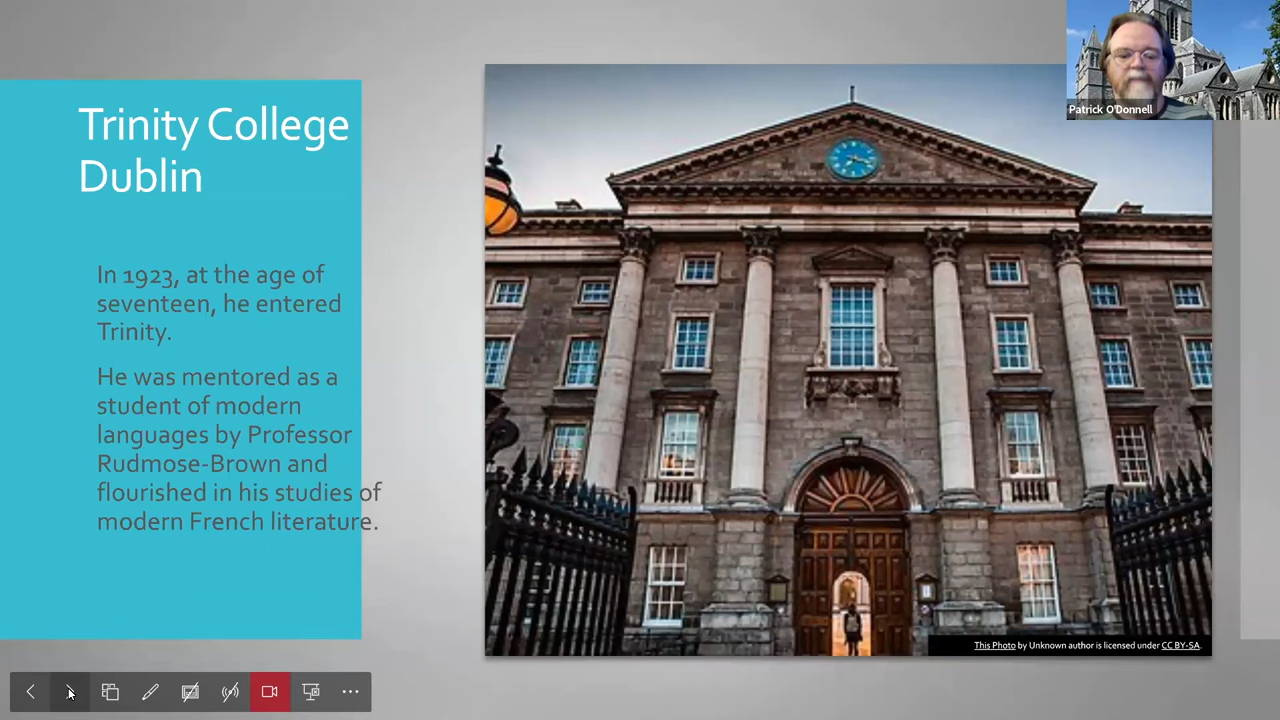 Trinity College
Dublin
In 1923, at the age of
seventeen, he entered
Trinity.
He was mentored as a
student of modern
languages by Professor
Rudmose-Brown and
flourished in his studies of
modern French literature.
Patrick O'Donnell
This Photo by Unknown author is licensed under CC BY-SA.